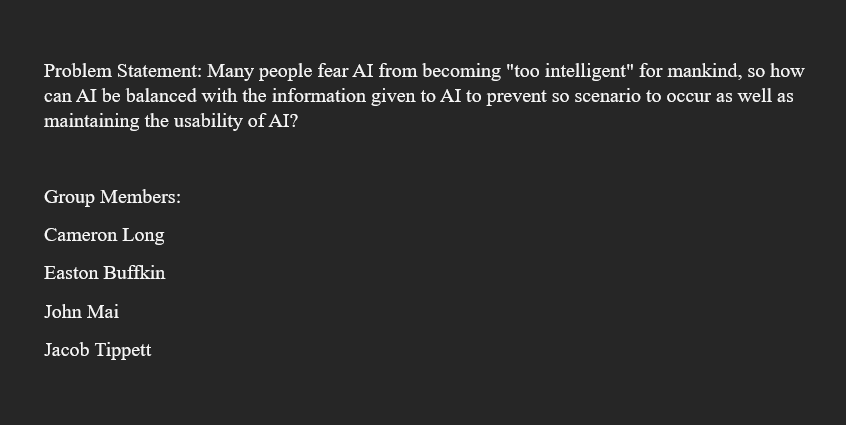 Problem Statement: Many people fear AI from becoming "too intelligent" for mankind, so how
can AI be balanced with the information given to AI to prevent so scenario to occur as well as
maintaining the usability of AI?
Group Members:
Cameron Long
Easton Buffkin
John Mai
Jacob Tippett